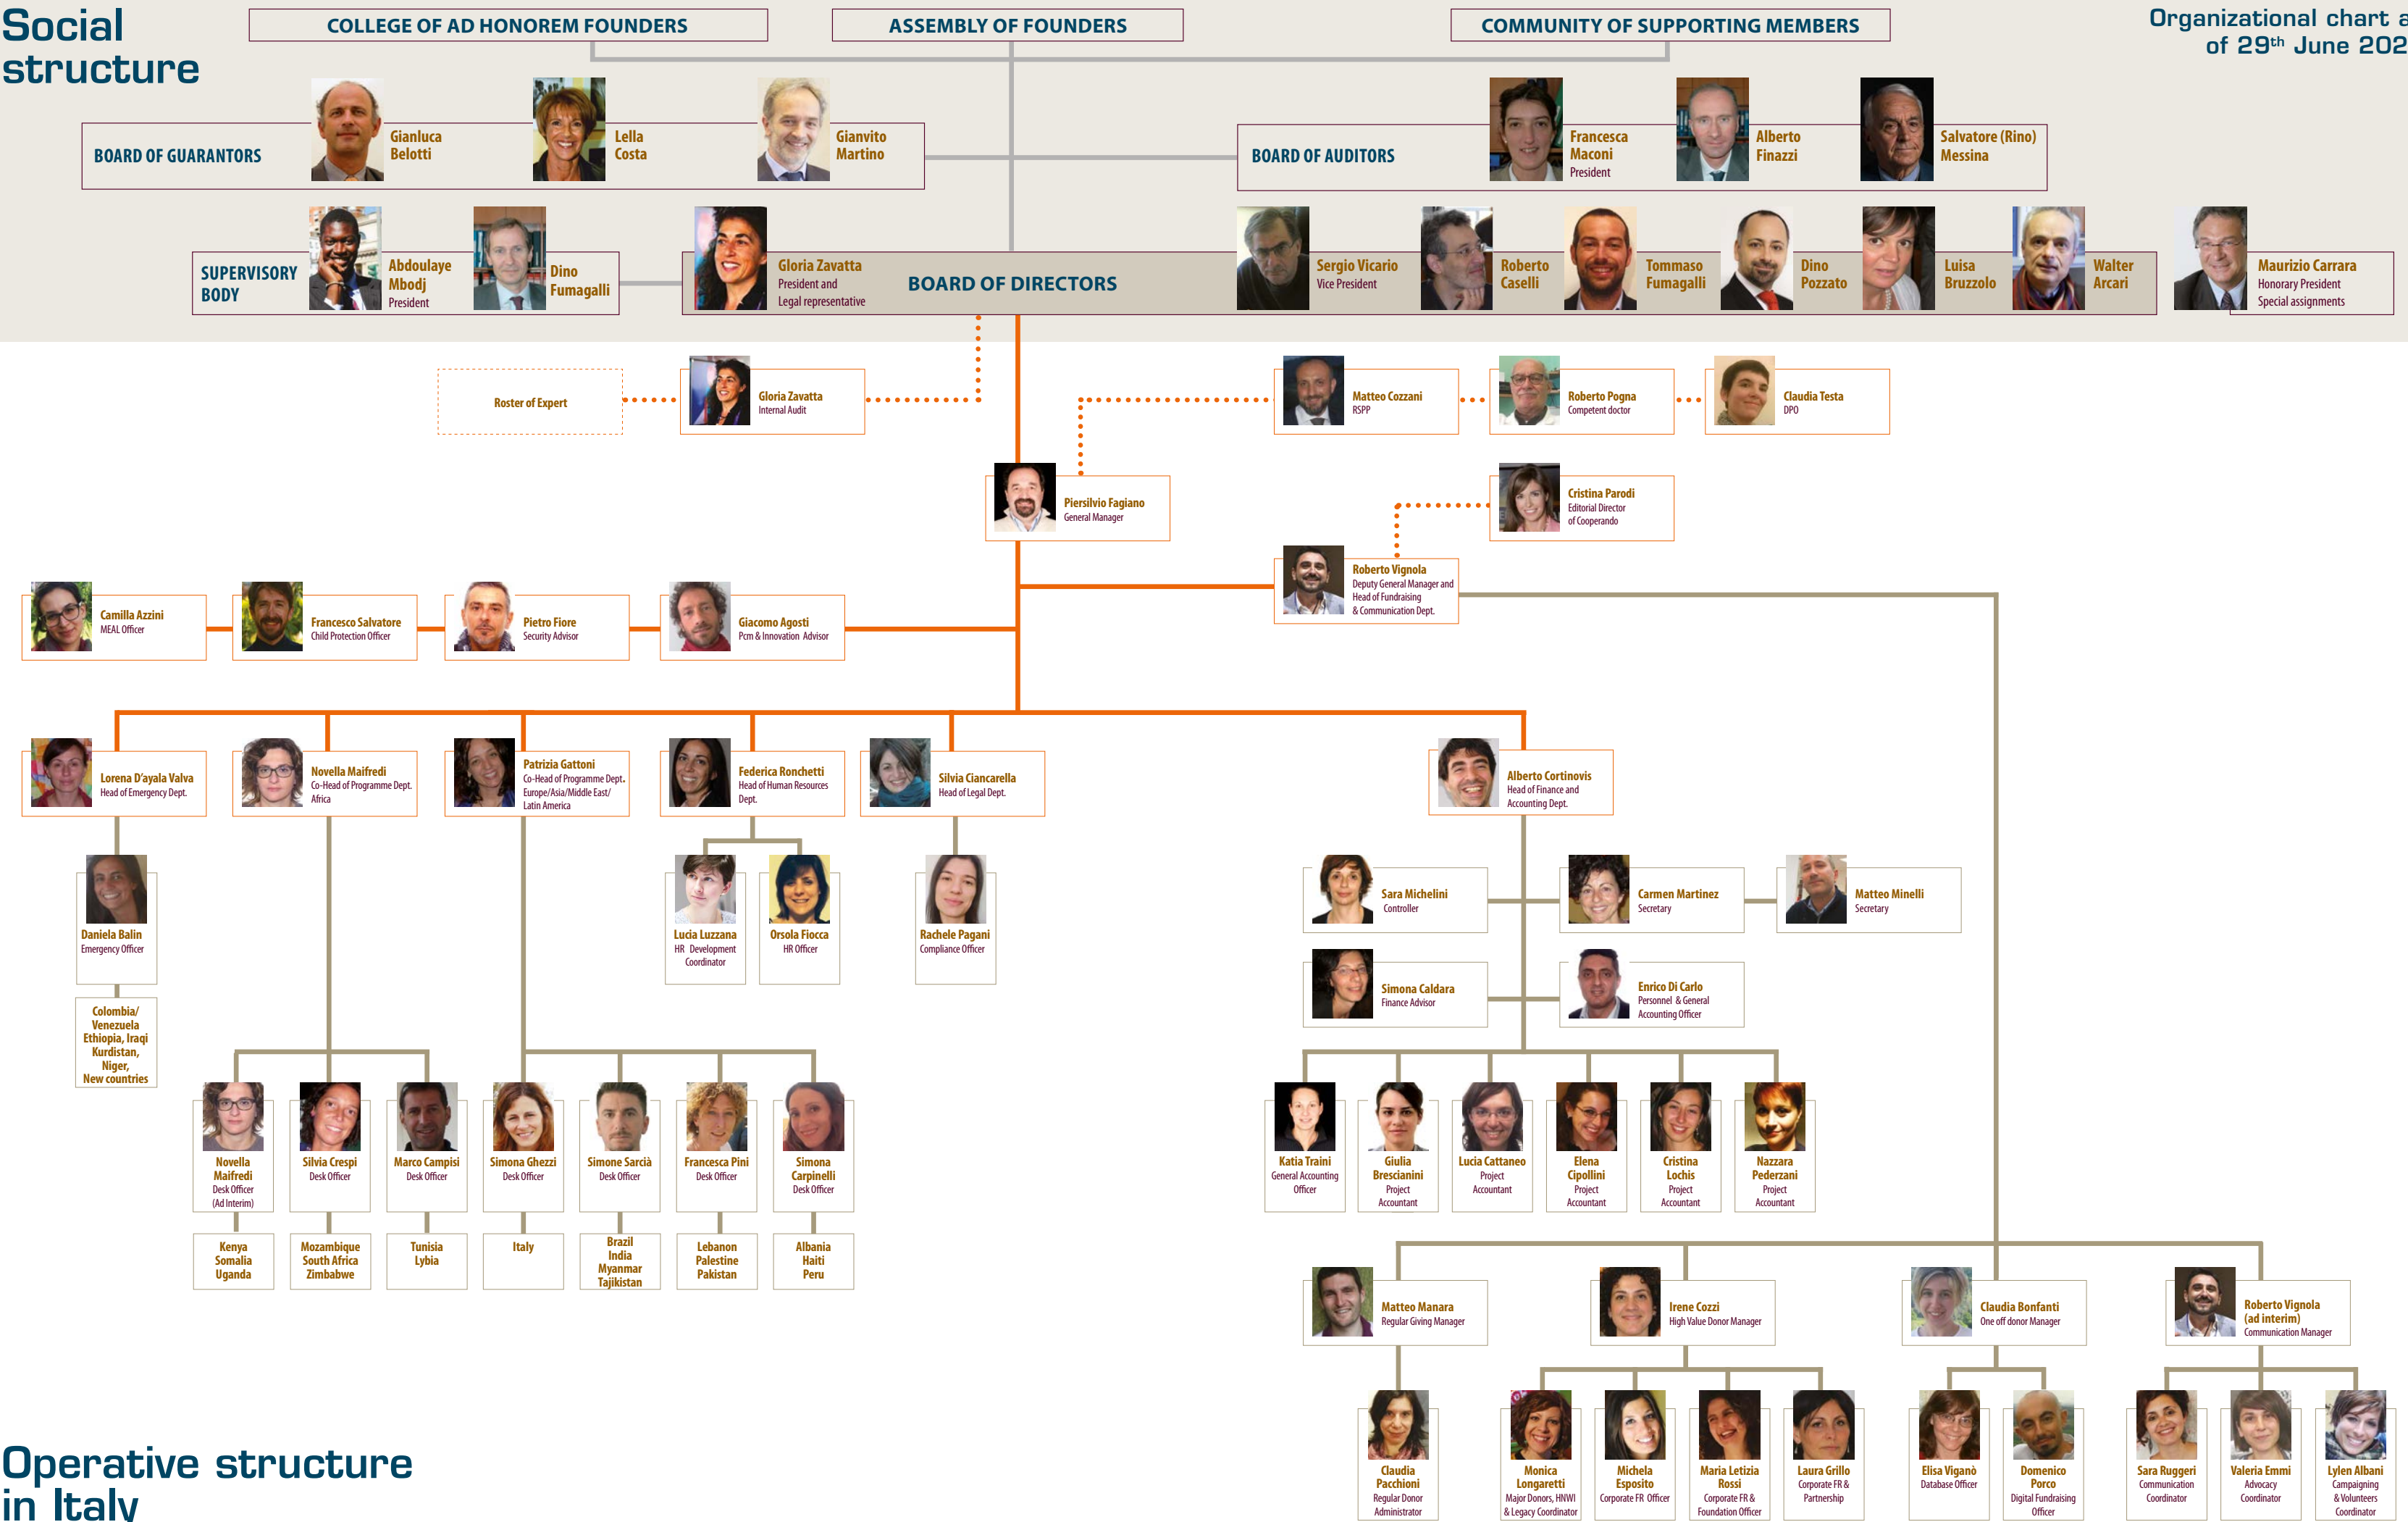 Social
structure
COLLEGE OF AD HONOREM FOUNDERS
ASSEMBLY OF FOUNDERS
COMMUNITY OF SUPPORTING MEMBERS
Organizational chart a
of 29th June 202
BOARD OF GUARANTORS
Gianluca
Belotti
Lella
Costa
Gianvito
Martino
BOARD OF AUDITORS
Francesca
Maconi
President
Alberto
Finazzi
Salvatore (Rino)
Messina
SUPERVISORY
BODY
Abdoulaye
Mbodj
President
Dino
Fumagalli
Gloria Zavatta
President and
Legal representative
BOARD OF DIRECTORS
Sergio Vicario
Vice President
Roberto
Caselli
Tommaso
Fumagalli
Dino
Pozzato
Luisa
Bruzzolo
Walter
Arcari
Maurizio Carrara
Honorary President
Special assignments
Roster of Expert
Gloria Zavatta
Internal Audit
Matteo Cozzani
RSPP
Roberto Pogna
Competent doctor
Claudia Testa
DPO
Piersilvio Fagiano
General Manager
Cristina Parodi
Editorial Director
of Cooperando
Roberto Vignola
Deputy General Manager and
Head of Fundraising
& Communication Dept.
Camilla Azzini
MEAL Officer
Francesco Salvatore
Child Protection Officer
Pietro Fiore
Security Advisor
Giacomo Agosti
Pcm & Innovation Advisor
Lorena D'ayala Valva
Head of Emergency Dept.
Novella Maifredi
Co-Head of Programme Dept.
Africa
Patrizia Gattoni
Co-Head of Programme Dept.
Europe/Asia/Middle East/
Latin America
Federica Ronchetti
Head of Human Resources
Dept.
Silvia Ciancarella
Head of Legal Dept.
Alberto Cortinovis
Head of Finance and
Accounting Dept.
Daniela Balin
Emergency Officer
Lucia Luzzana
HR Development
Coordinator
Orsola Fiocca
HR Officer
Rachele Pagani
Compliance Officer
Sara Michelini
Controller
Carmen Martinez
Secretary
Matteo Minelli
Secretary
Simona Caldara
Finance Advisor
Enrico Di Carlo
Personnel & General
Accounting Officer
Colombia/
Venezuela
Ethiopia, Iraqi
Kurdistan,
Niger,
New countries
Novella
Maifredi
Desk Officer
(Ad Interim)
Silvia Crespi
Desk Officer
Marco Campisi
Desk Officer
Simona Ghezzi
Desk Officer
Simone Sarcià
Desk Officer
Francesca Pini
Desk Officer
Simona
Carpinelli
Desk Officer
Katia Traini
General Accounting
Officer
Giulia
Brescianini
Project
Accountant
Lucia Cattaneo
Project
Accountant
Elena
Cipollini
Project
Accountant
Cristina
Lochis
Project
Accountant
Nazzara
Pederzani
Project
Accountant
Kenya
Somalia
Uganda
Mozambique
South Africa
Zimbabwe
Tunisia
Lybia
Italy
Brazil
India
Myanmar
Tajikistan
Lebanon
Palestine
Pakistan
Albania
Haiti
Peru
Matteo Manara
Regular Giving Manager
Irene Cozzi
High Value Donor Manager
Claudia Bonfanti
One off donor Manager
Roberto Vignola
(ad interim)
Communication Manager
Claudia
Pacchioni
Regular Donor
Administrator
Monica
Longaretti
Major Donors, HNWI
& Legacy Coordinator
Michela
Esposito
Corporate FR Officer
Maria Letizia
Rossi
Corporate FR &
Foundation Officer
Laura Grillo
Corporate FR &
Partnership
Elisa Viganò
Database Officer
Domenico
Porco
Digital Fundraising
Officer
Sara Ruggeri
Communication
Coordinator
Valeria Emmi
Advocacy
Coordinator
Lylen Albani
Campaigning
& Volunteers
Coordinator
Operative structure
in Italy